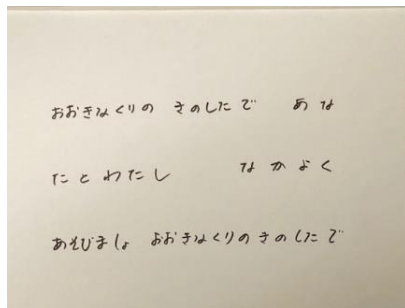 おおきなくりの きのしたで あな
たとわたし なかよく
あそびましょ おおきなくりのきのしたで